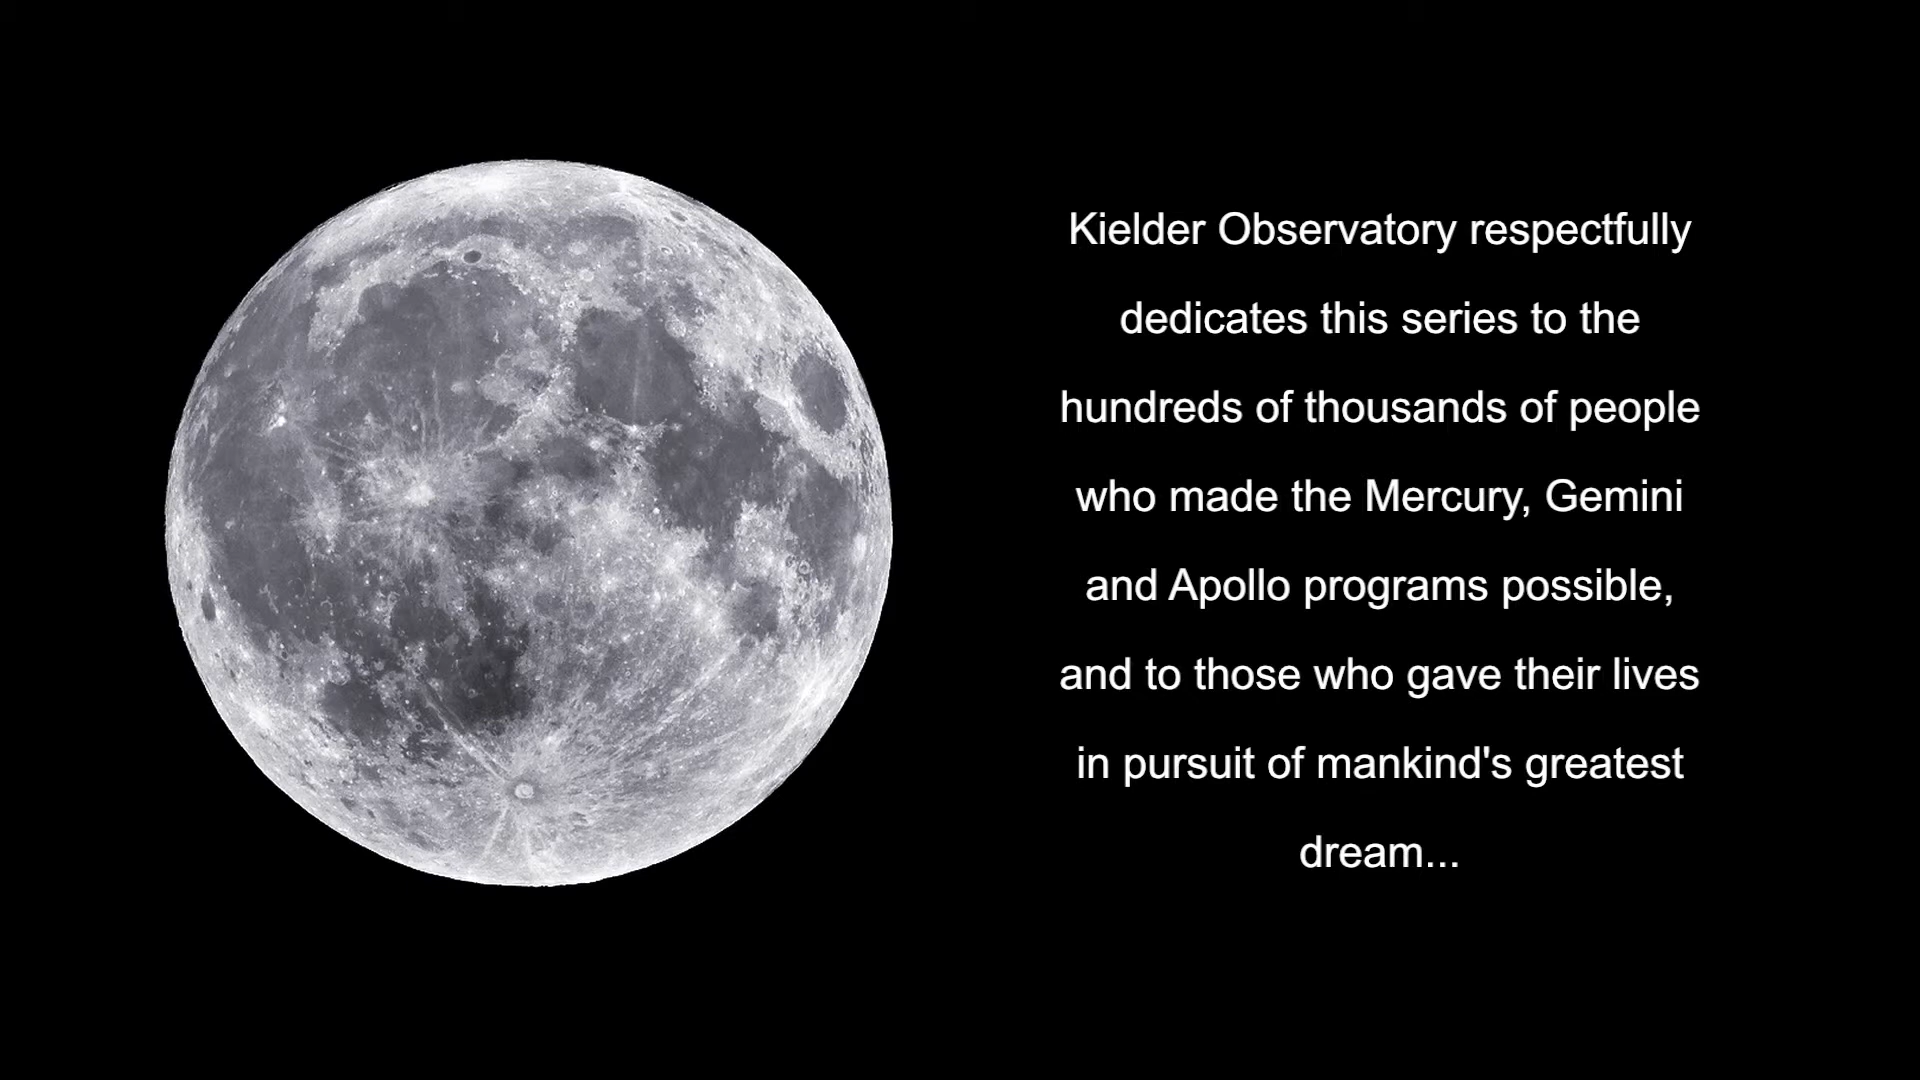 Kielder Observatory respectfully
dedicates this series to the
hundreds of thousands of people
who made the Mercury, Gemini
and Apollo programs possible,
and to those who gave their lives
in pursuit of mankind's greatest
dream...